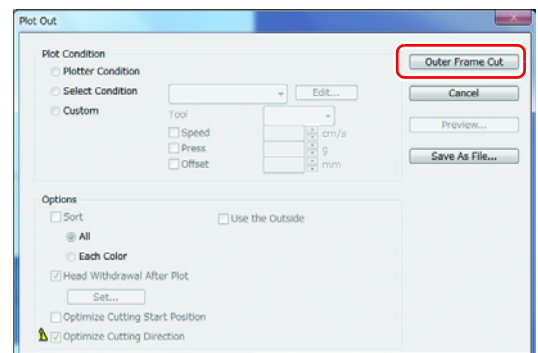 Plot Out
Plot Condition
Plotter Condition
Select Condition Edit...
Custom Tool
Speed cm/s
Press g
Offset mm
Outer Frame Cut
Cancel
Preview...
Save As File...
Options
Sort Use the Outside
All
Each Color
Head Withdrawal After Plot
Set...
Optimize Cutting Start Position
Optimize Cutting Direction